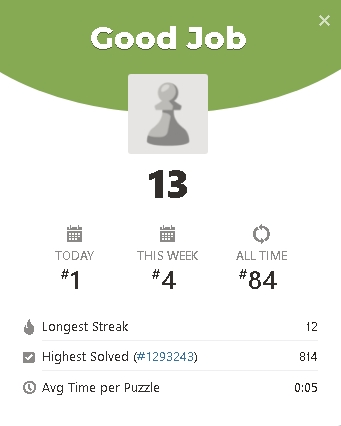 Good Job
13
TODAY THIS WEEK ALL TIME
#1 #4 #84
Longest Streak 12
Highest Solved (#1293243) 814
Avg Time per Puzzle 0:05